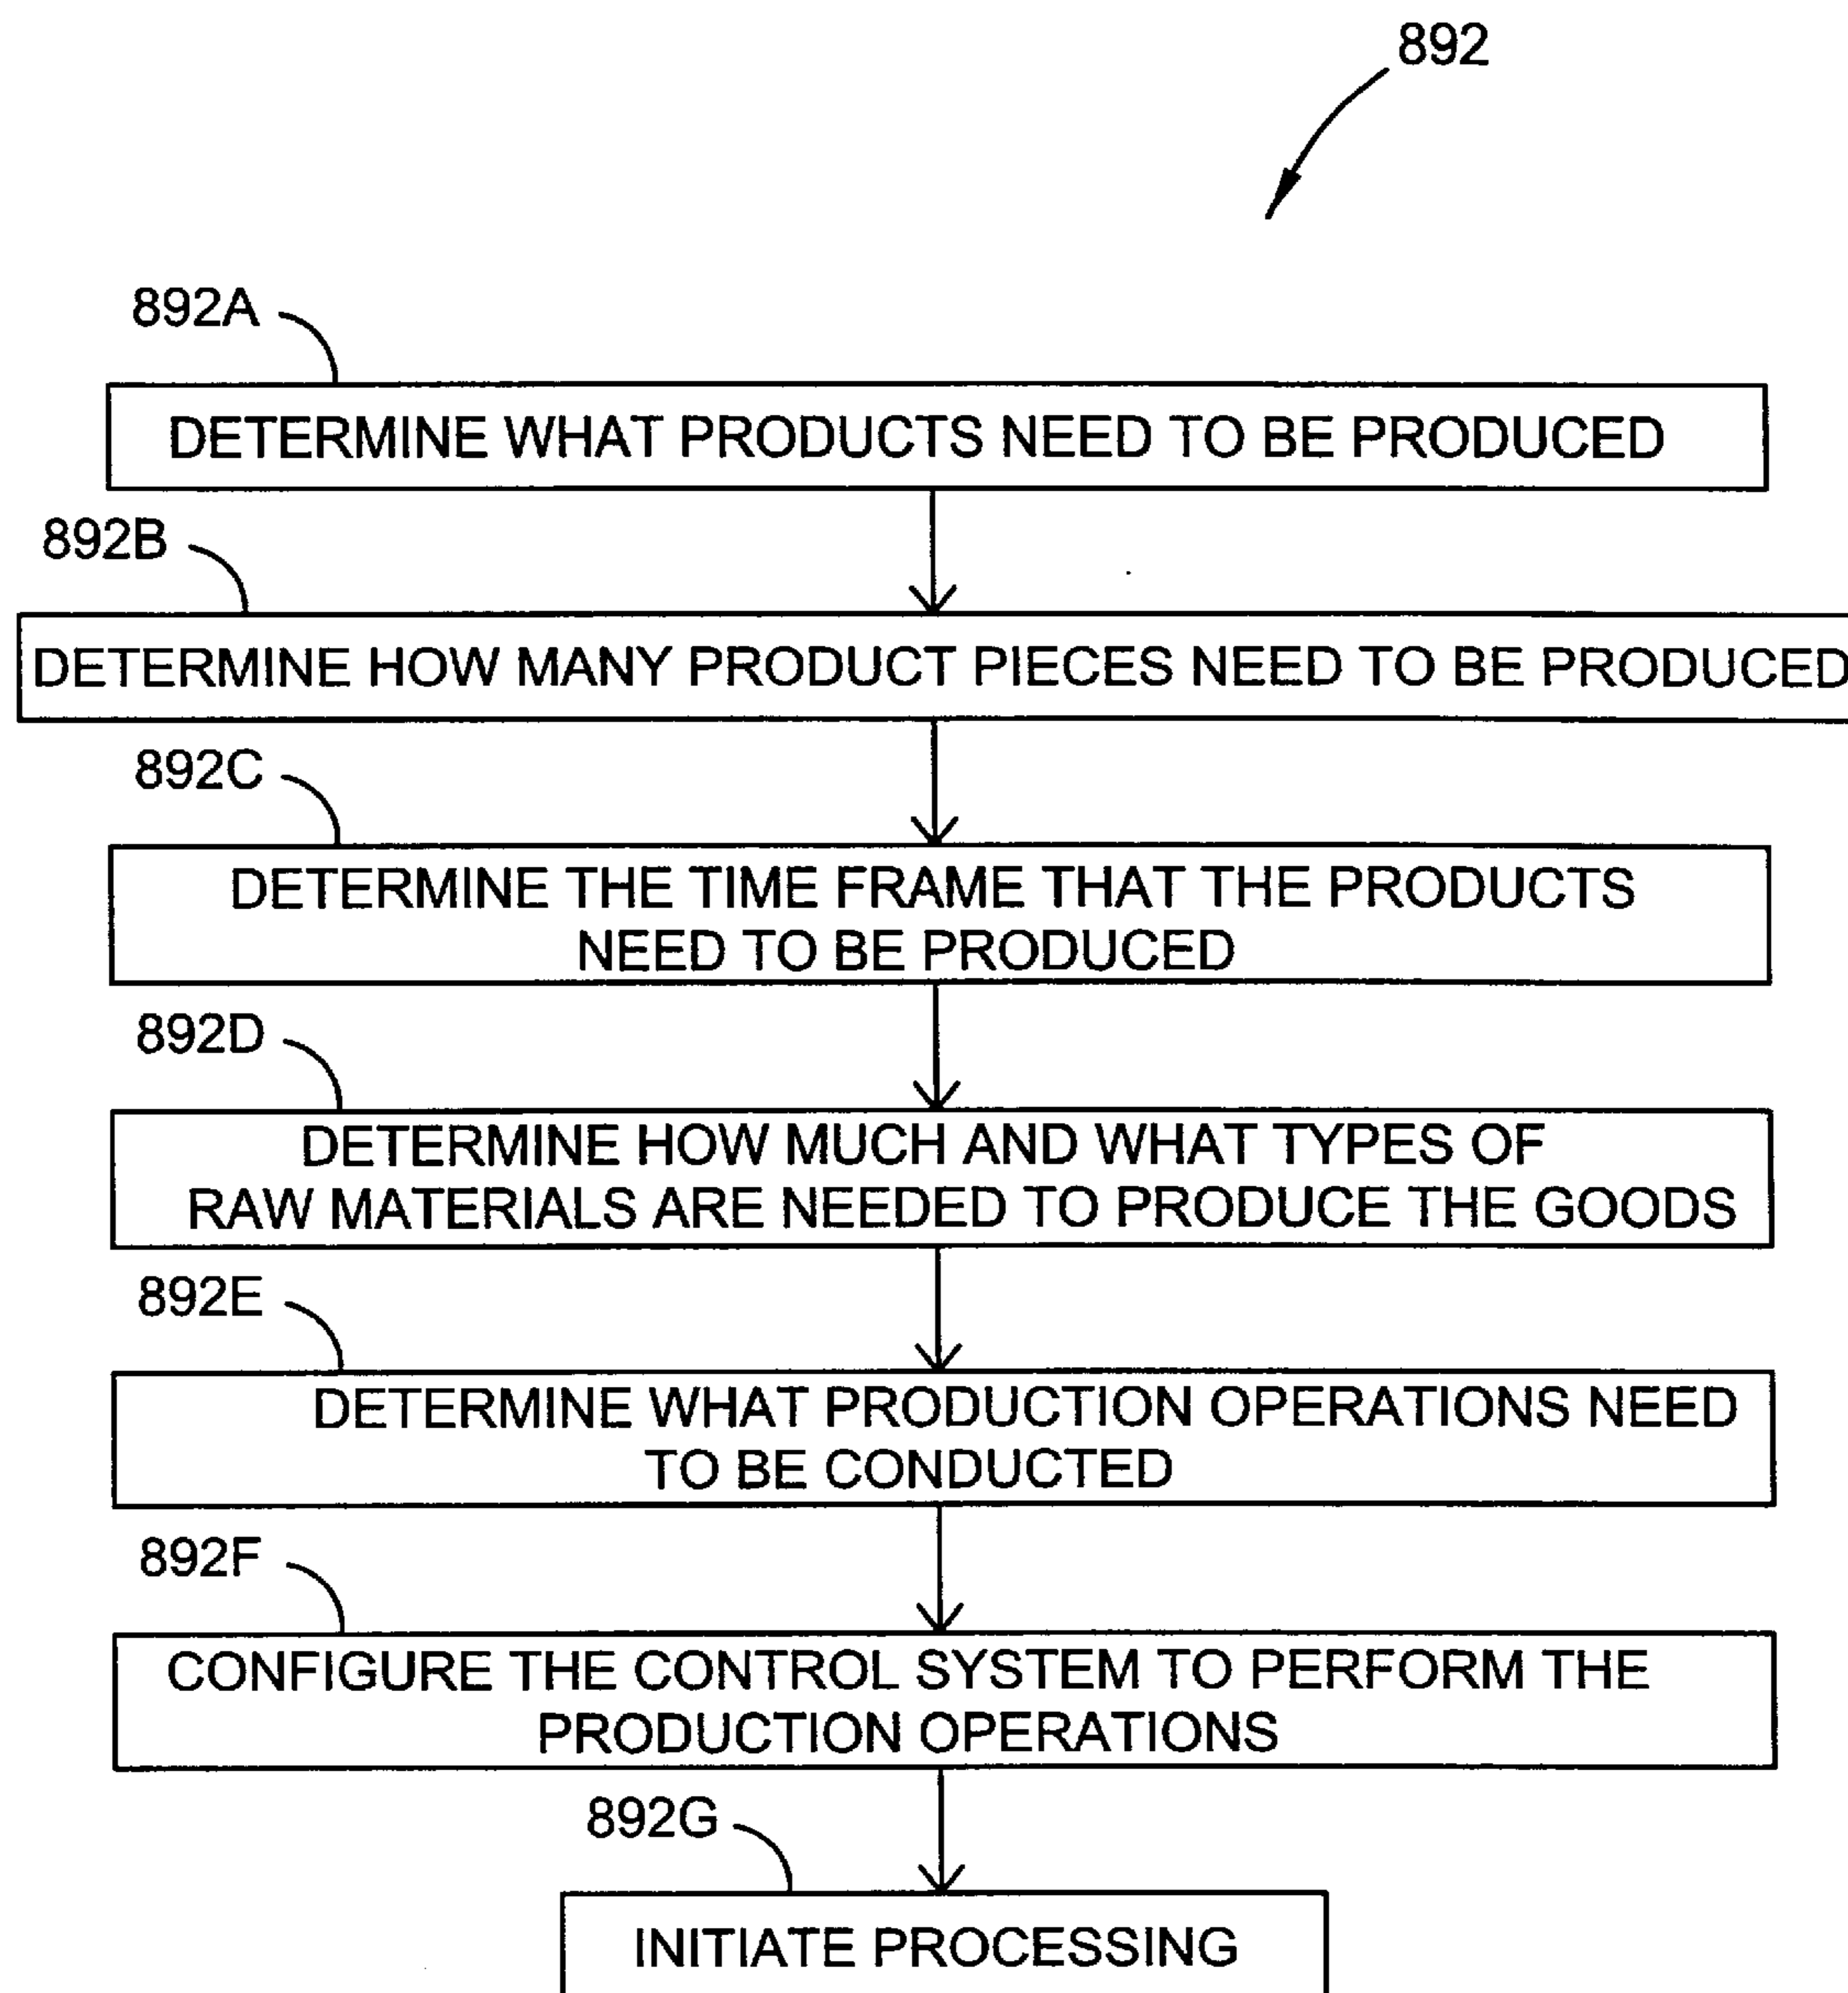 892
892A
DETERMINE WHAT PRODUCTS NEED TO BE PRODUCED
892B
DETERMINE HOW MANY PRODUCT PIECES NEED TO BE PRODUCED
892C
DETERMINE THE TIME FRAME THAT THE PRODUCTS
NEED TO BE PRODUCED
892D
DETERMINE HOW MUCH AND WHAT TYPES OF
RAW MATERIALS ARE NEEDED TO PRODUCE THE GOODS
892E
DETERMINE WHAT PRODUCTION OPERATIONS NEED
TO BE CONDUCTED
892F
CONFIGURE THE CONTROL SYSTEM TO PERFORM THE
PRODUCTION OPERATIONS
892G
INITIATE PROCESSING